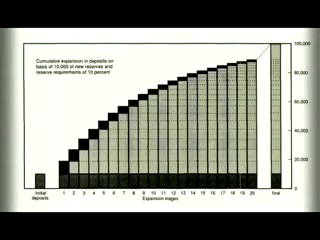 Cumulative expansion in deposits on
basis of 10,000 of new reserves and
reserve requirements of 10 percent
100,000
80,000
60,000
40,000
20,000
0
Initial
deposits
1 2 3 4 5 6 7 8 9 10 11 12 13 14 15 16 17 18 19 20
final
Expansion stages